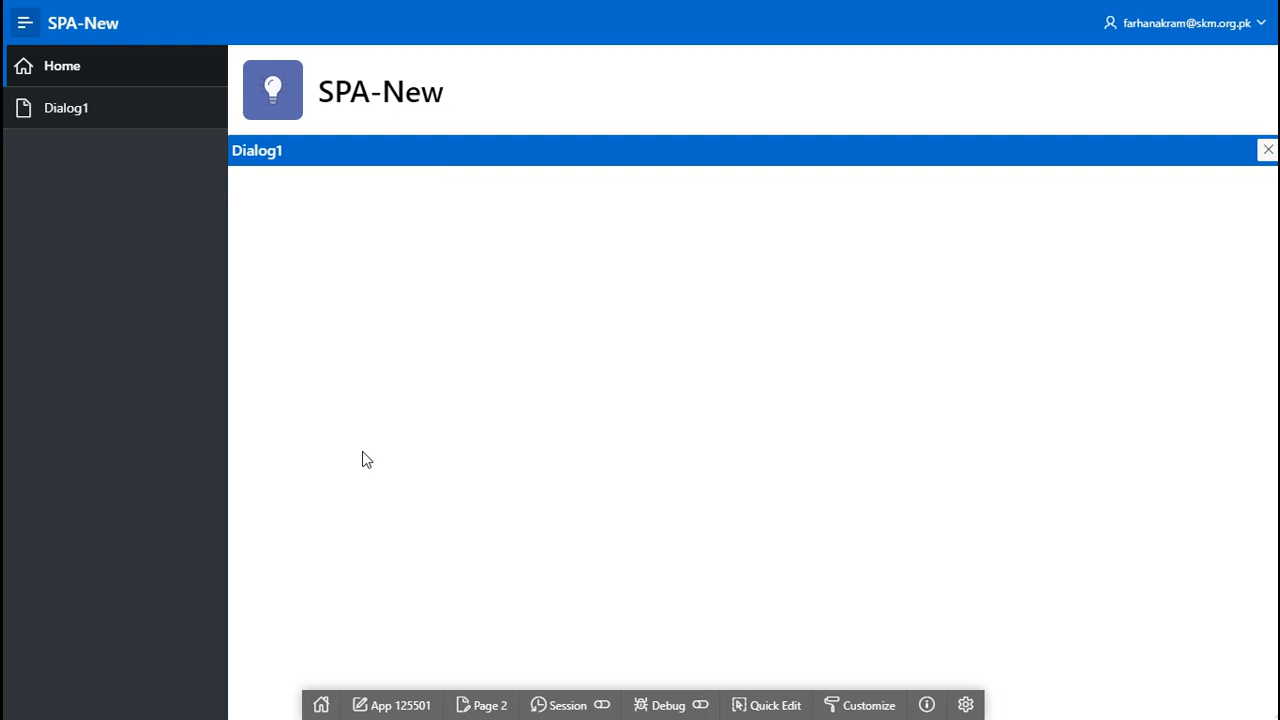 SPA-New
farhanakram@skm.org.pk
Home
Dialog1
SPA-New
Dialog1
App 125501 Page 2 Session Debug Quick Edit Customize